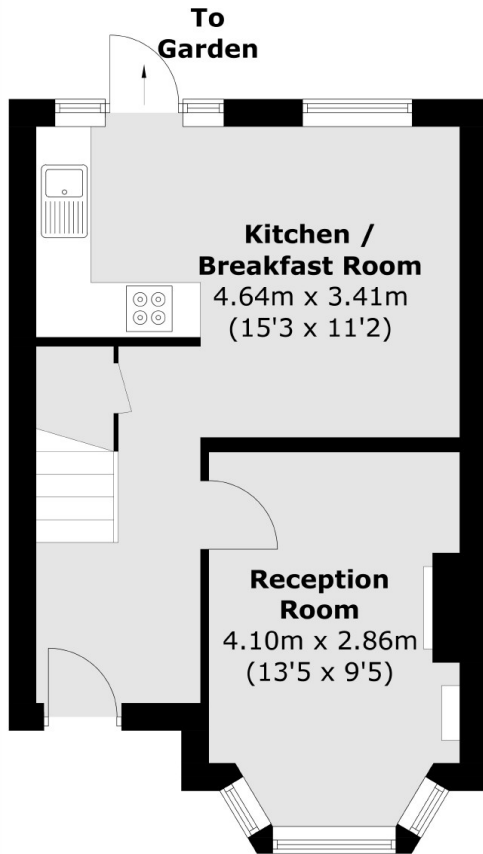 To
Garden
Kitchen /
Breakfast Room
4.64m x 3.41m
(15'3 x 11'2)
Reception
Room
4.10m x 2.86m
(13'5 x 9'5)